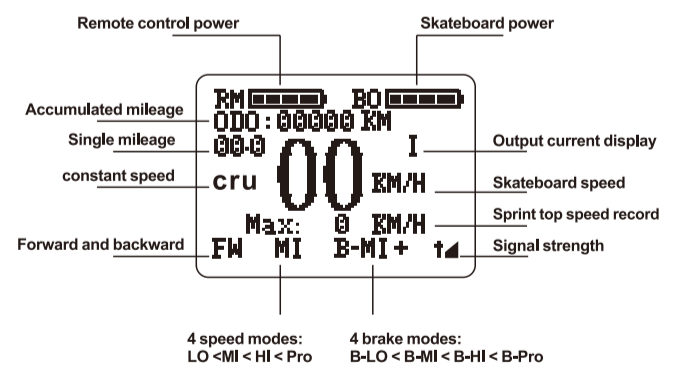 Remote control power
Skateboard power
RM BO
Accumulated mileage
ODO:00000 KM
Single mileage
00.0
I
Output current display
constant speed
cru
00
KM/H
Skateboard speed
Max: 0 KM/H
Sprint top speed record
Forward and backward
FW MI B-MI+
Signal strength
4 speed modes:
LO <MI < HI < Pro
4 brake modes:
B-LO < B-MI < B-HI < B-Pro